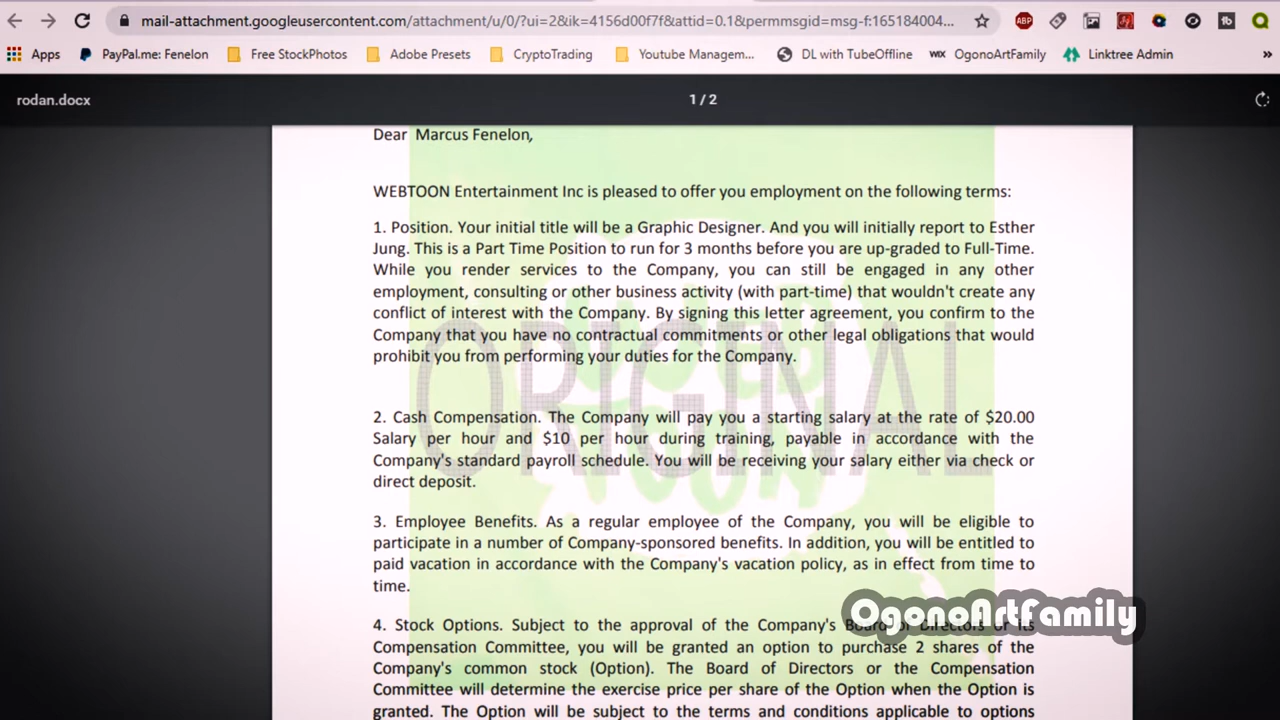 mail-attachment.googleusercontent.com/attachment/u/0/?ui=2&ik=4156d00f7f&attid=0.1&permmsgid=msg-f:165184004...
ABP
tb
Apps PayPal.me: Fenelon Free StockPhotos Adobe Presets CryptoTrading Youtube Managem... DL with TubeOffline WIX OgonoArtFamily Linktree Admin »
rodan.docx 1 / 2
Dear Marcus Fenelon,
WEBTOON Entertainment Inc is pleased to offer you employment on the following terms:
1. Position. Your initial title will be a Graphic Designer. And you will initially report to Esther
Jung. This is a Part Time Position to run for 3 months before you are up-graded to Full-Time.
While you render services to the Company, you can still be engaged in any other
employment, consulting or other business activity (with part-time) that wouldn't create any
conflict of interest with the Company. By signing this letter agreement, you confirm to the
Company that you have no contractual commitments or other legal obligations that would
prohibit you from performing your duties for the Company.
ORIGINAL
TOON
2. Cash Compensation. The Company will pay you a starting salary at the rate of $20.00
Salary per hour and $10 per hour during training, payable in accordance with the
Company's standard payroll schedule. You will be receiving your salary either via check or
direct deposit.
3. Employee Benefits. As a regular employee of the Company, you will be eligible to
participate in a number of Company-sponsored benefits. In addition, you will be entitled to
paid vacation in accordance with the Company's vacation policy, as in effect from time to
time.
OgonoArtFamily
4. Stock Options. Subject to the approval of the Company's Board of Directors or its
Compensation Committee, you will be granted an option to purchase 2 shares of the
Company's common stock (Option). The Board of Directors or the Compensation
Committee will determine the exercise price per share of the Option when the Option is
granted. The Option will be subject to the terms and conditions applicable to options